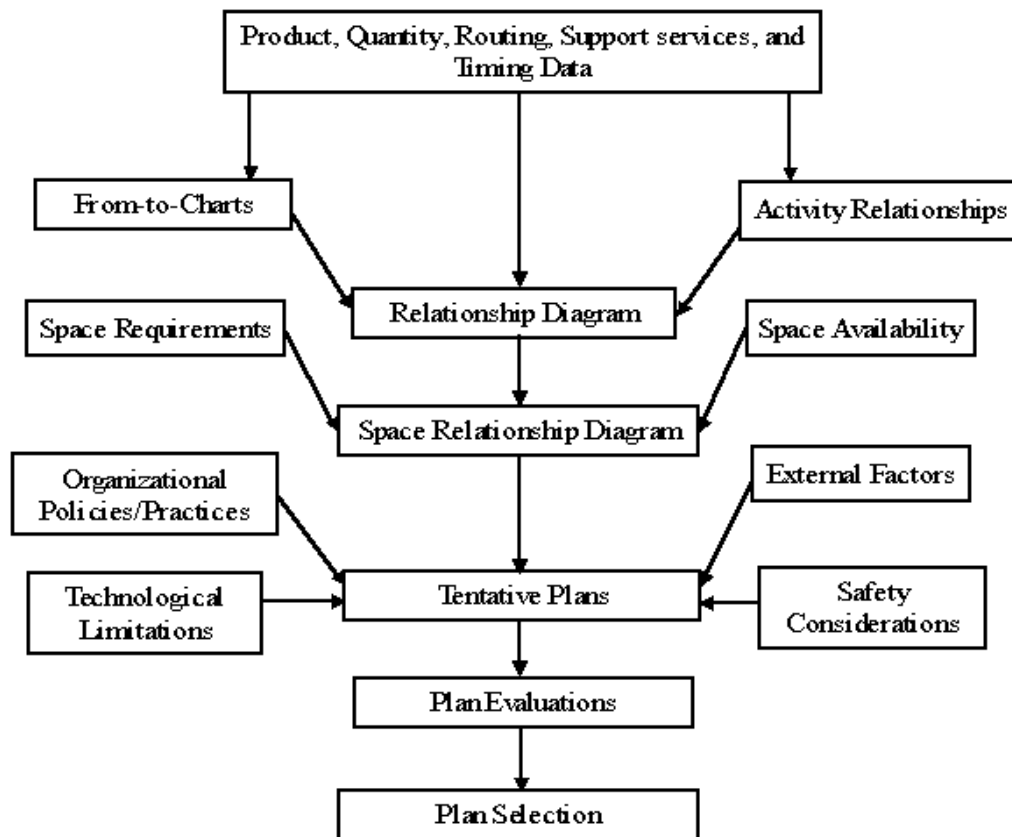 Product, Quantity, Routing, Support services, and
Timing Data
From-to-Charts
Activity Relationships
Relationship Diagram
Space Requirements
Space Availability
Space Relationship Diagram
Organizational
Policies/Practices
External Factors
Technological
Limitations
Tentative Plans
Safety
Considerations
Plan Evaluations
Plan Selection